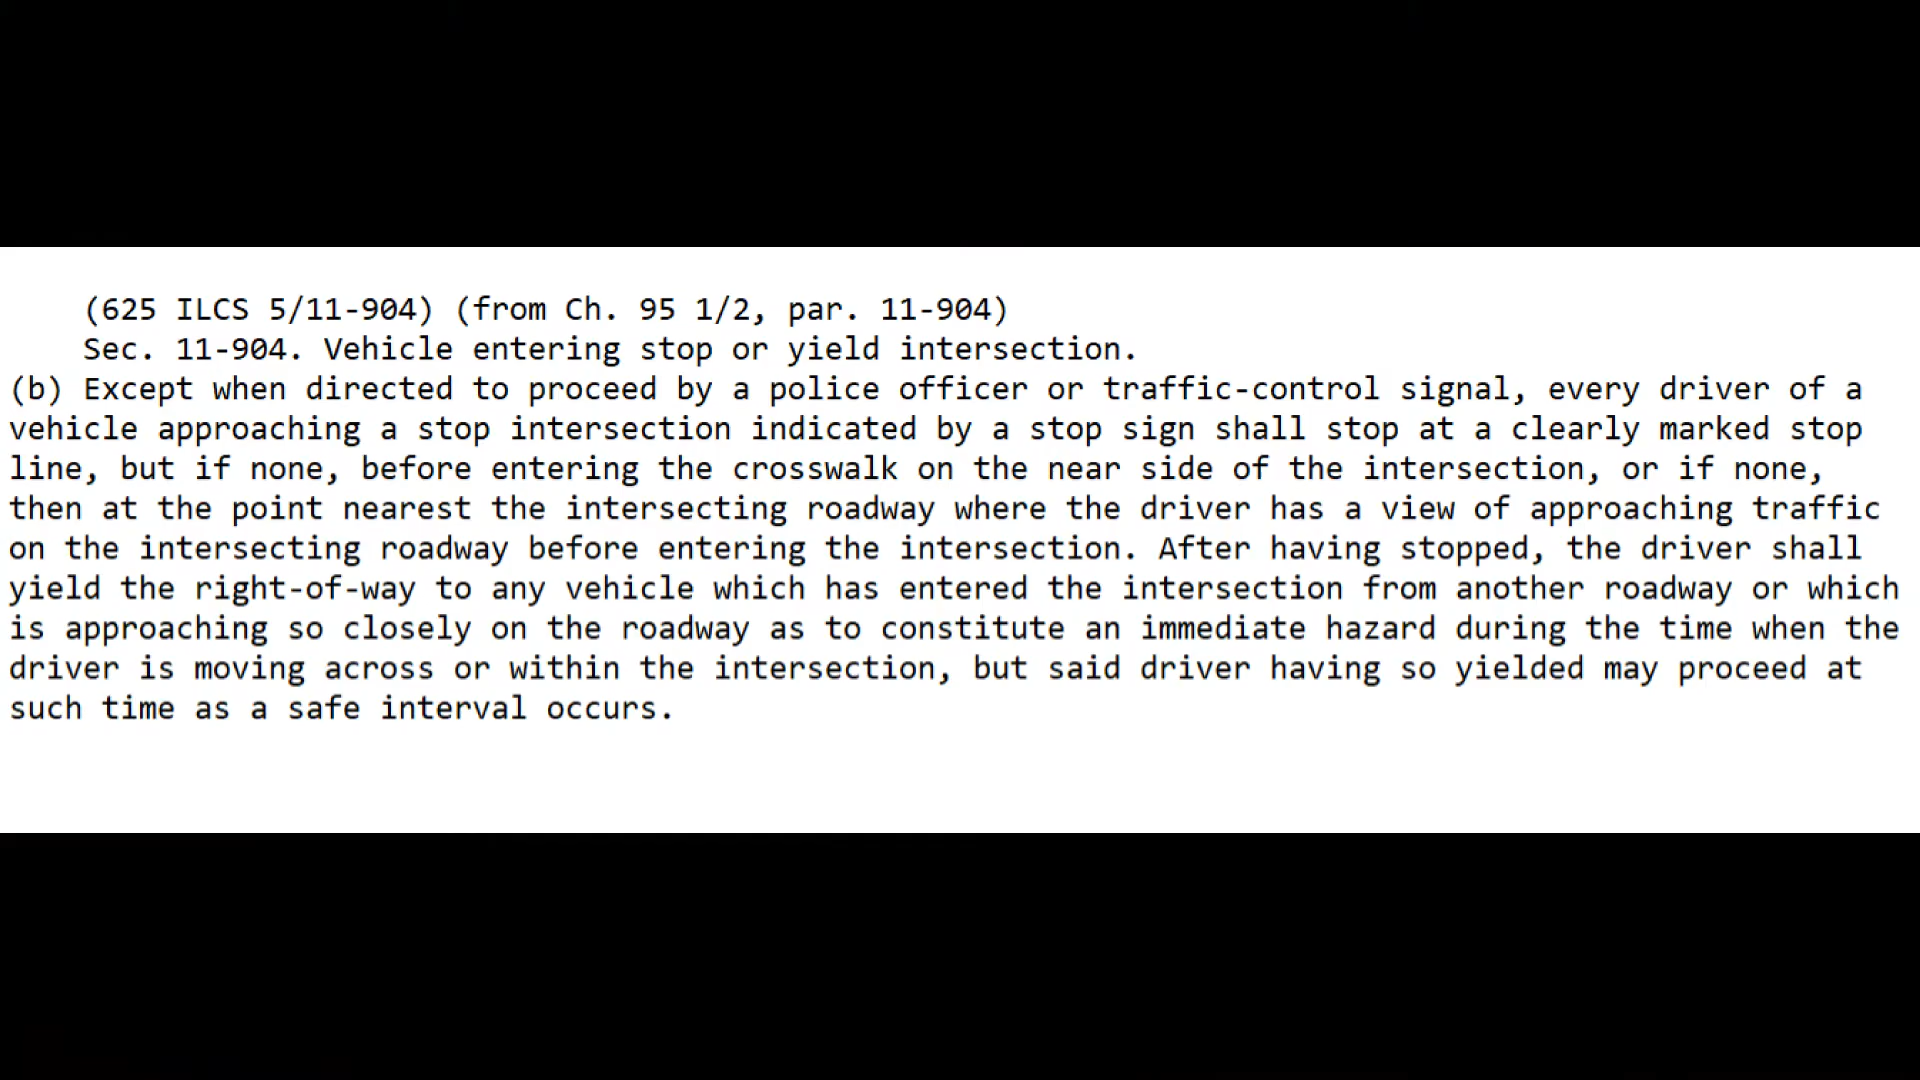 (625 ILCS 5/11-904) (from Ch. 95 1/2, par. 11-904)
Sec. 11-904. Vehicle entering stop or yield intersection.
(b) Except when directed to proceed by a police officer or traffic-control signal, every driver of a
vehicle approaching a stop intersection indicated by a stop sign shall stop at a clearly marked stop
line, but if none, before entering the crosswalk on the near side of the intersection, or if none,
then at the point nearest the intersecting roadway where the driver has a view of approaching traffic
on the intersecting roadway before entering the intersection. After having stopped, the driver shall
yield the right-of-way to any vehicle which has entered the intersection from another roadway or which
is approaching so closely on the roadway as to constitute an immediate hazard during the time when the
driver is moving across or within the intersection, but said driver having so yielded may proceed at
such time as a safe interval occurs.